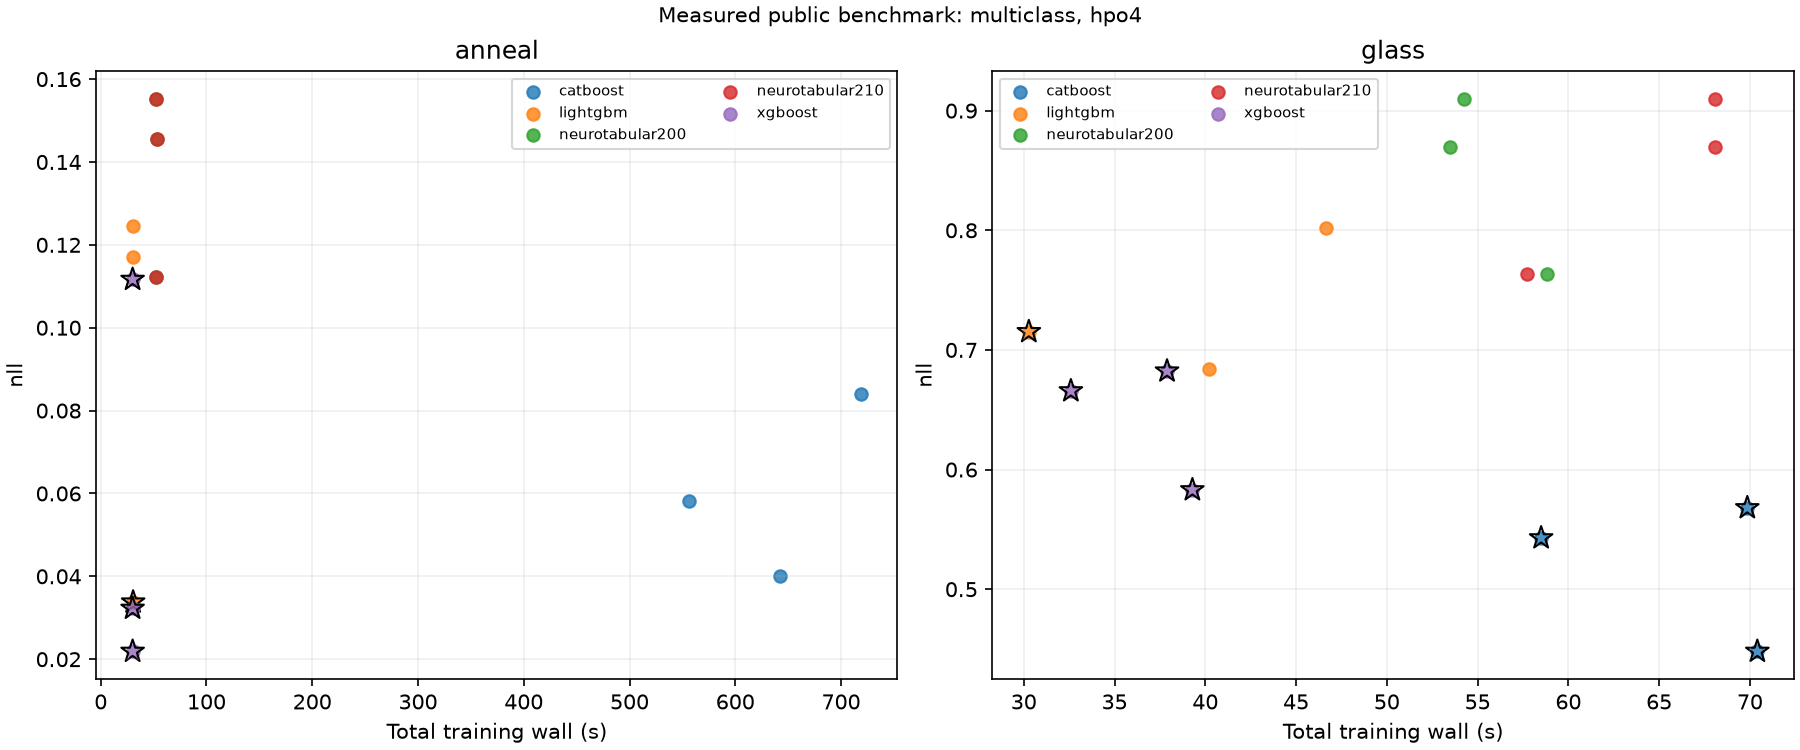 Measured public benchmark: multiclass, hpo4
anneal
catboost
lightgbm
neurotabular200
neurotabular210
xgboost
0.16
0.14
0.12
0.10
0.08
0.06
0.04
0.02
nll
0 100 200 300 400 500 600 700
Total training wall (s)
glass
catboost
lightgbm
neurotabular200
neurotabular210
xgboost
0.9
0.8
0.7
0.6
0.5
nll
30 35 40 45 50 55 60 65 70
Total training wall (s)